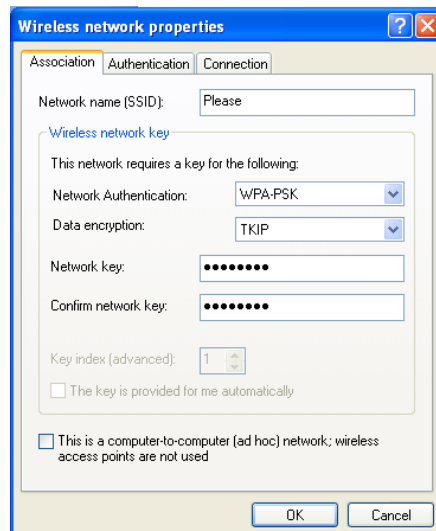 Wireless network properties
Association Authentication Connection
Network name (SSID): Please
Wireless network key
This network requires a key for the following:
Network Authentication: WPA-PSK
Data encryption: TKIP
Network key: ●●●●●●●●
Confirm network key: ●●●●●●●●
Key index (advanced): 1
The key is provided for me automatically
This is a computer-to-computer (ad hoc) network; wireless
access points are not used
OK Cancel